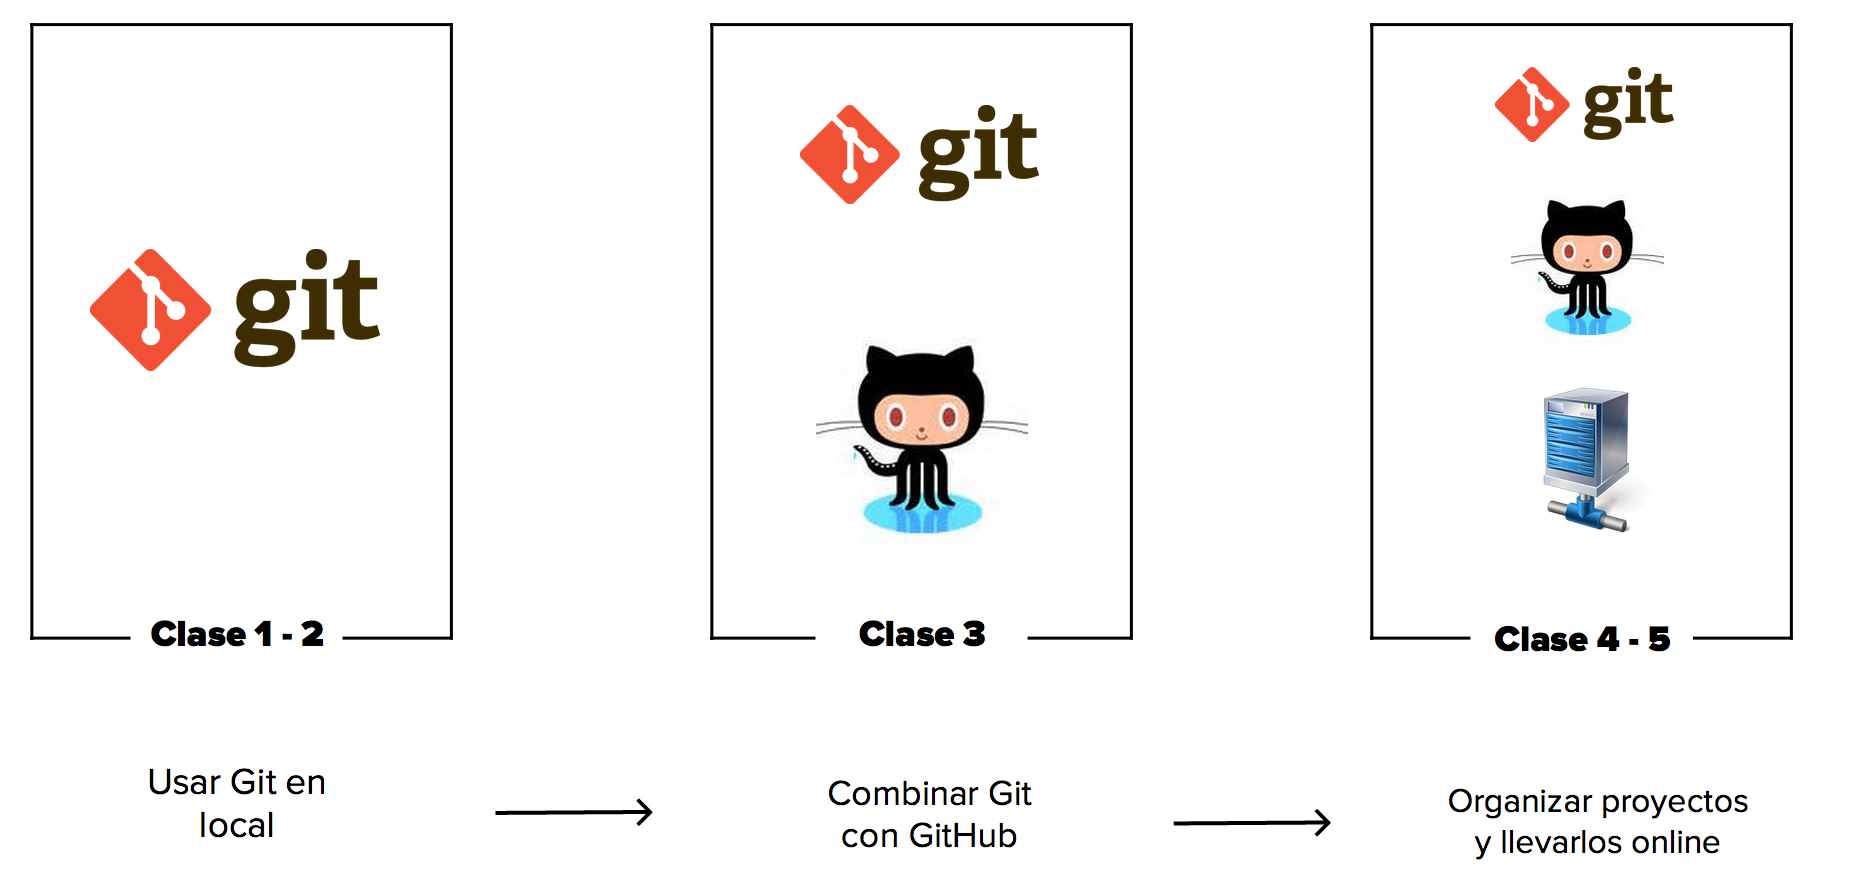 git
Clase 1 - 2
Usar Git en
local
git
Clase 3
Combinar Git
con GitHub
git
Clase 4 - 5
Organizar proyectos
y llevarlos online